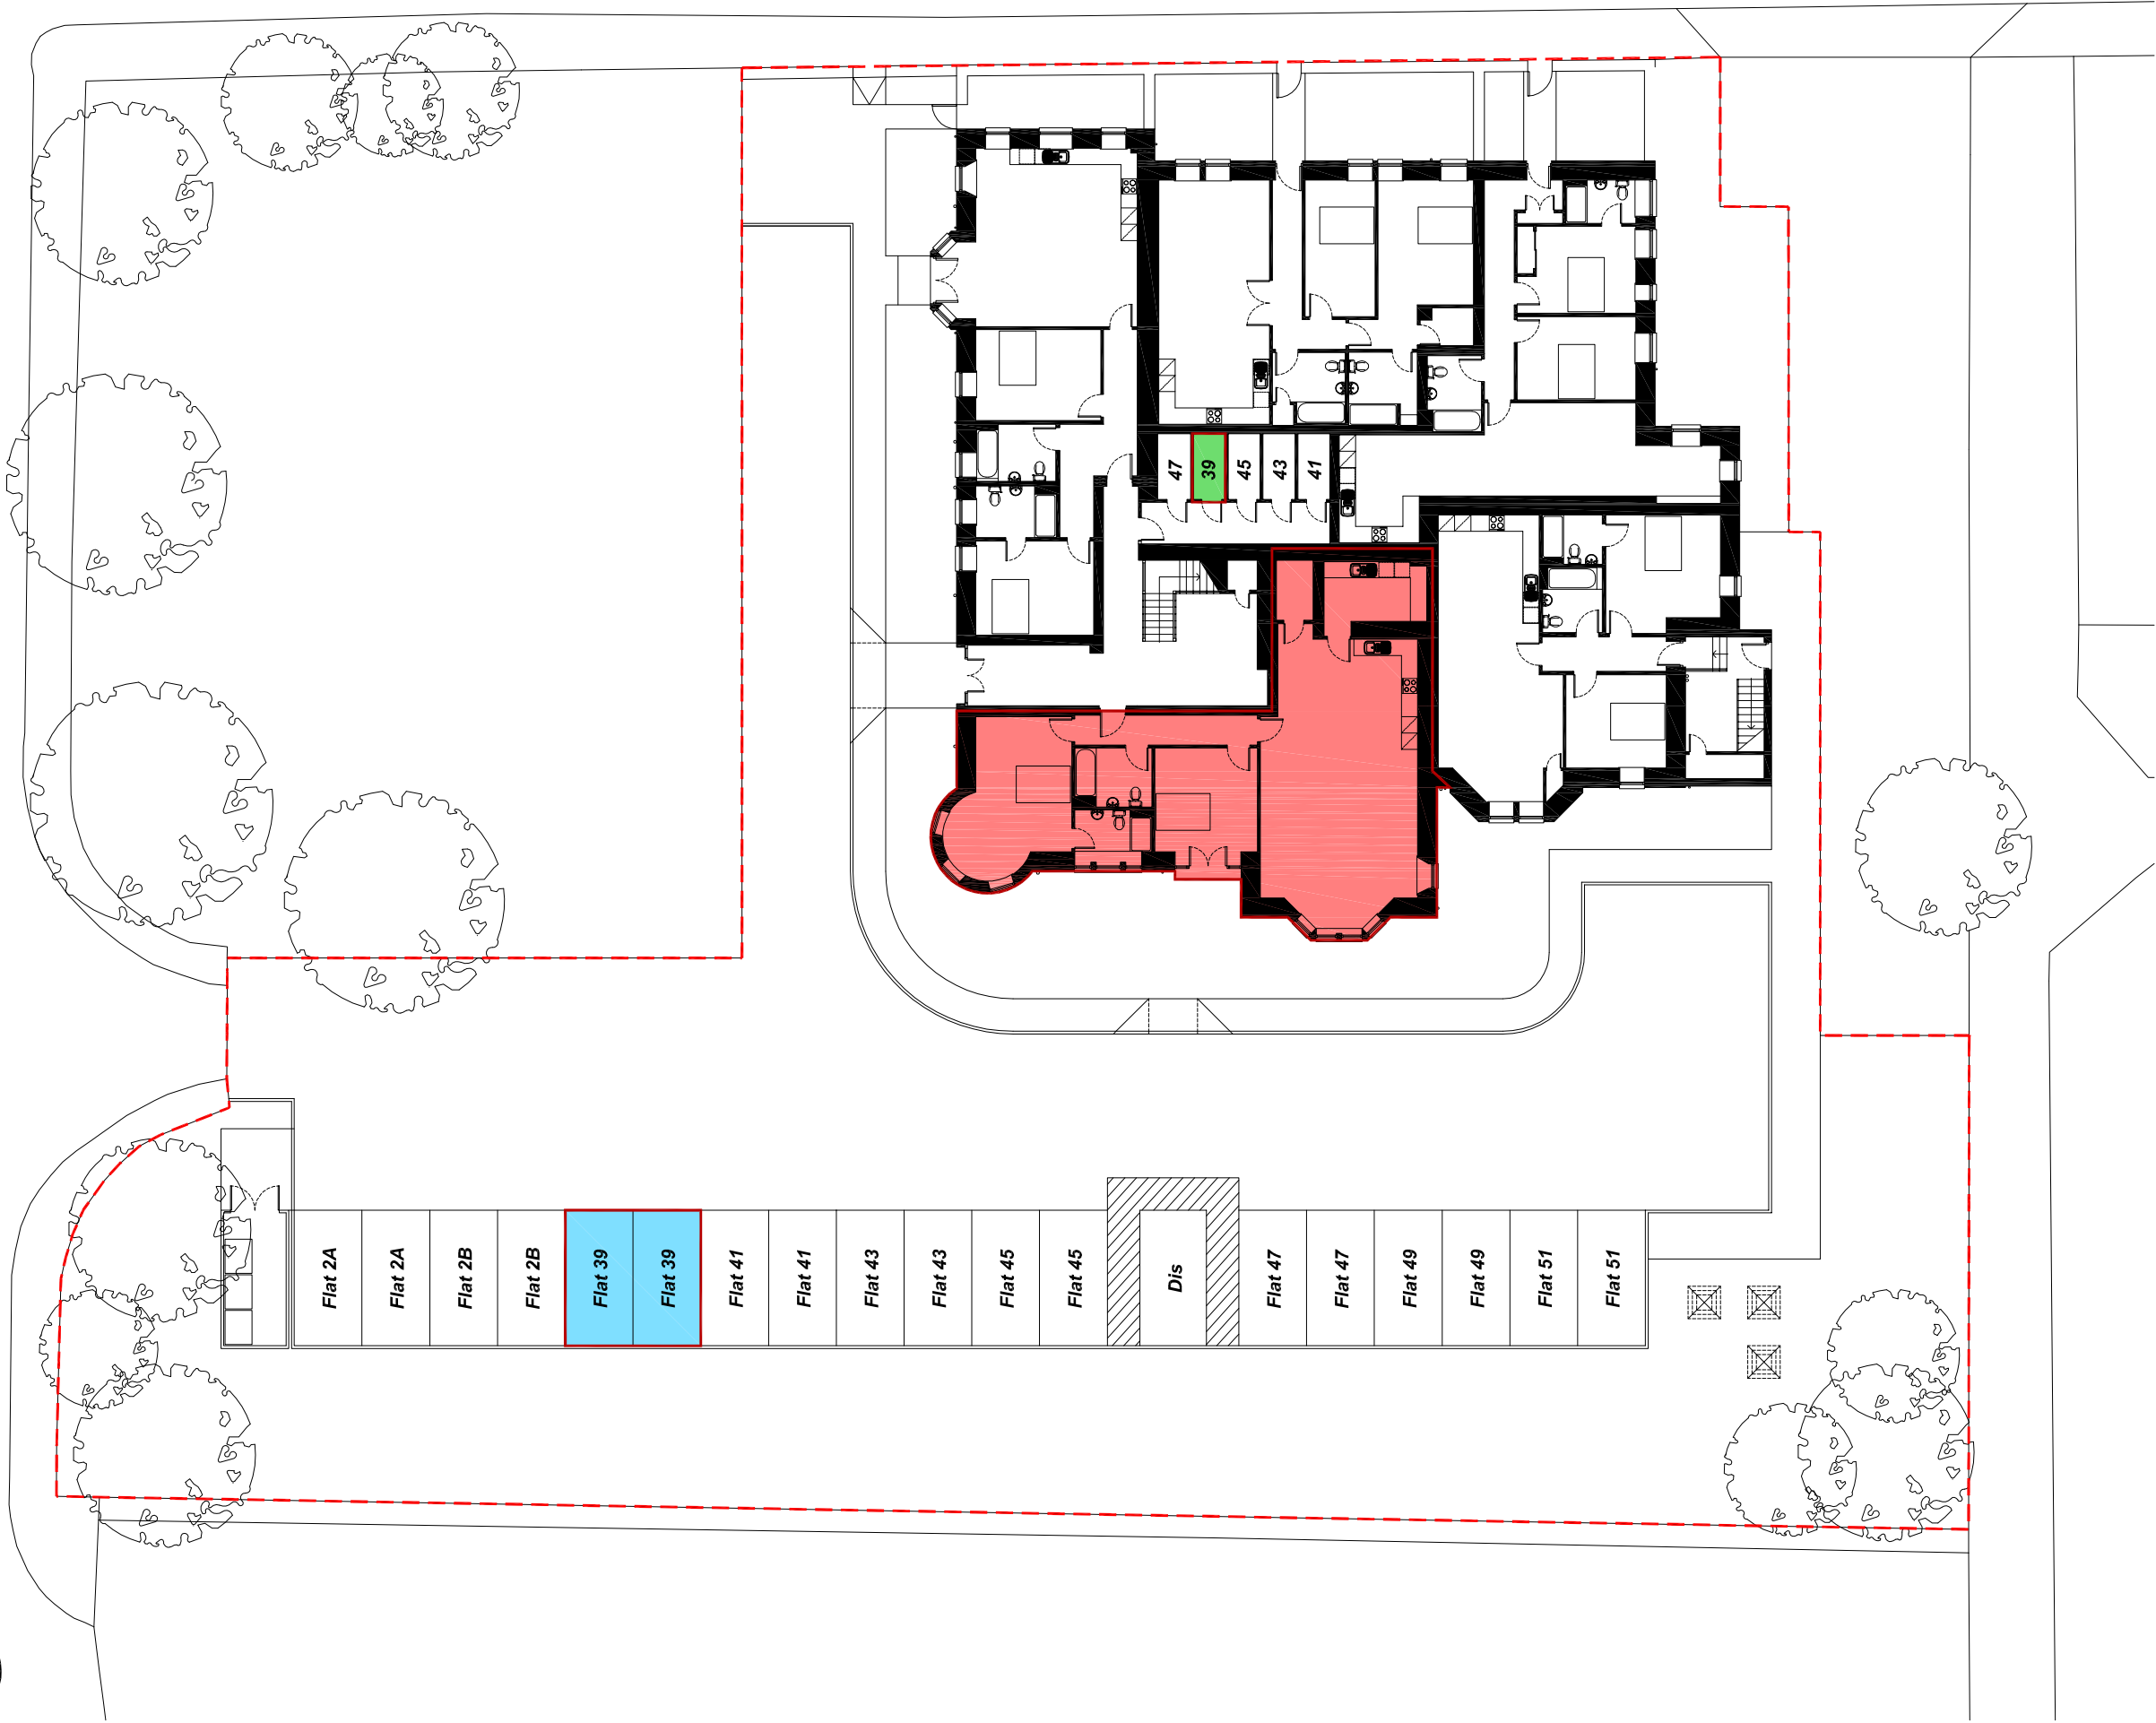 47
39
45
43
41
Flat 2A
Flat 2A
Flat 2B
Flat 2B
Flat 39
Flat 39
Flat 41
Flat 41
Flat 43
Flat 43
Flat 45
Flat 45
Dis
Flat 47
Flat 47
Flat 49
Flat 49
Flat 51
Flat 51